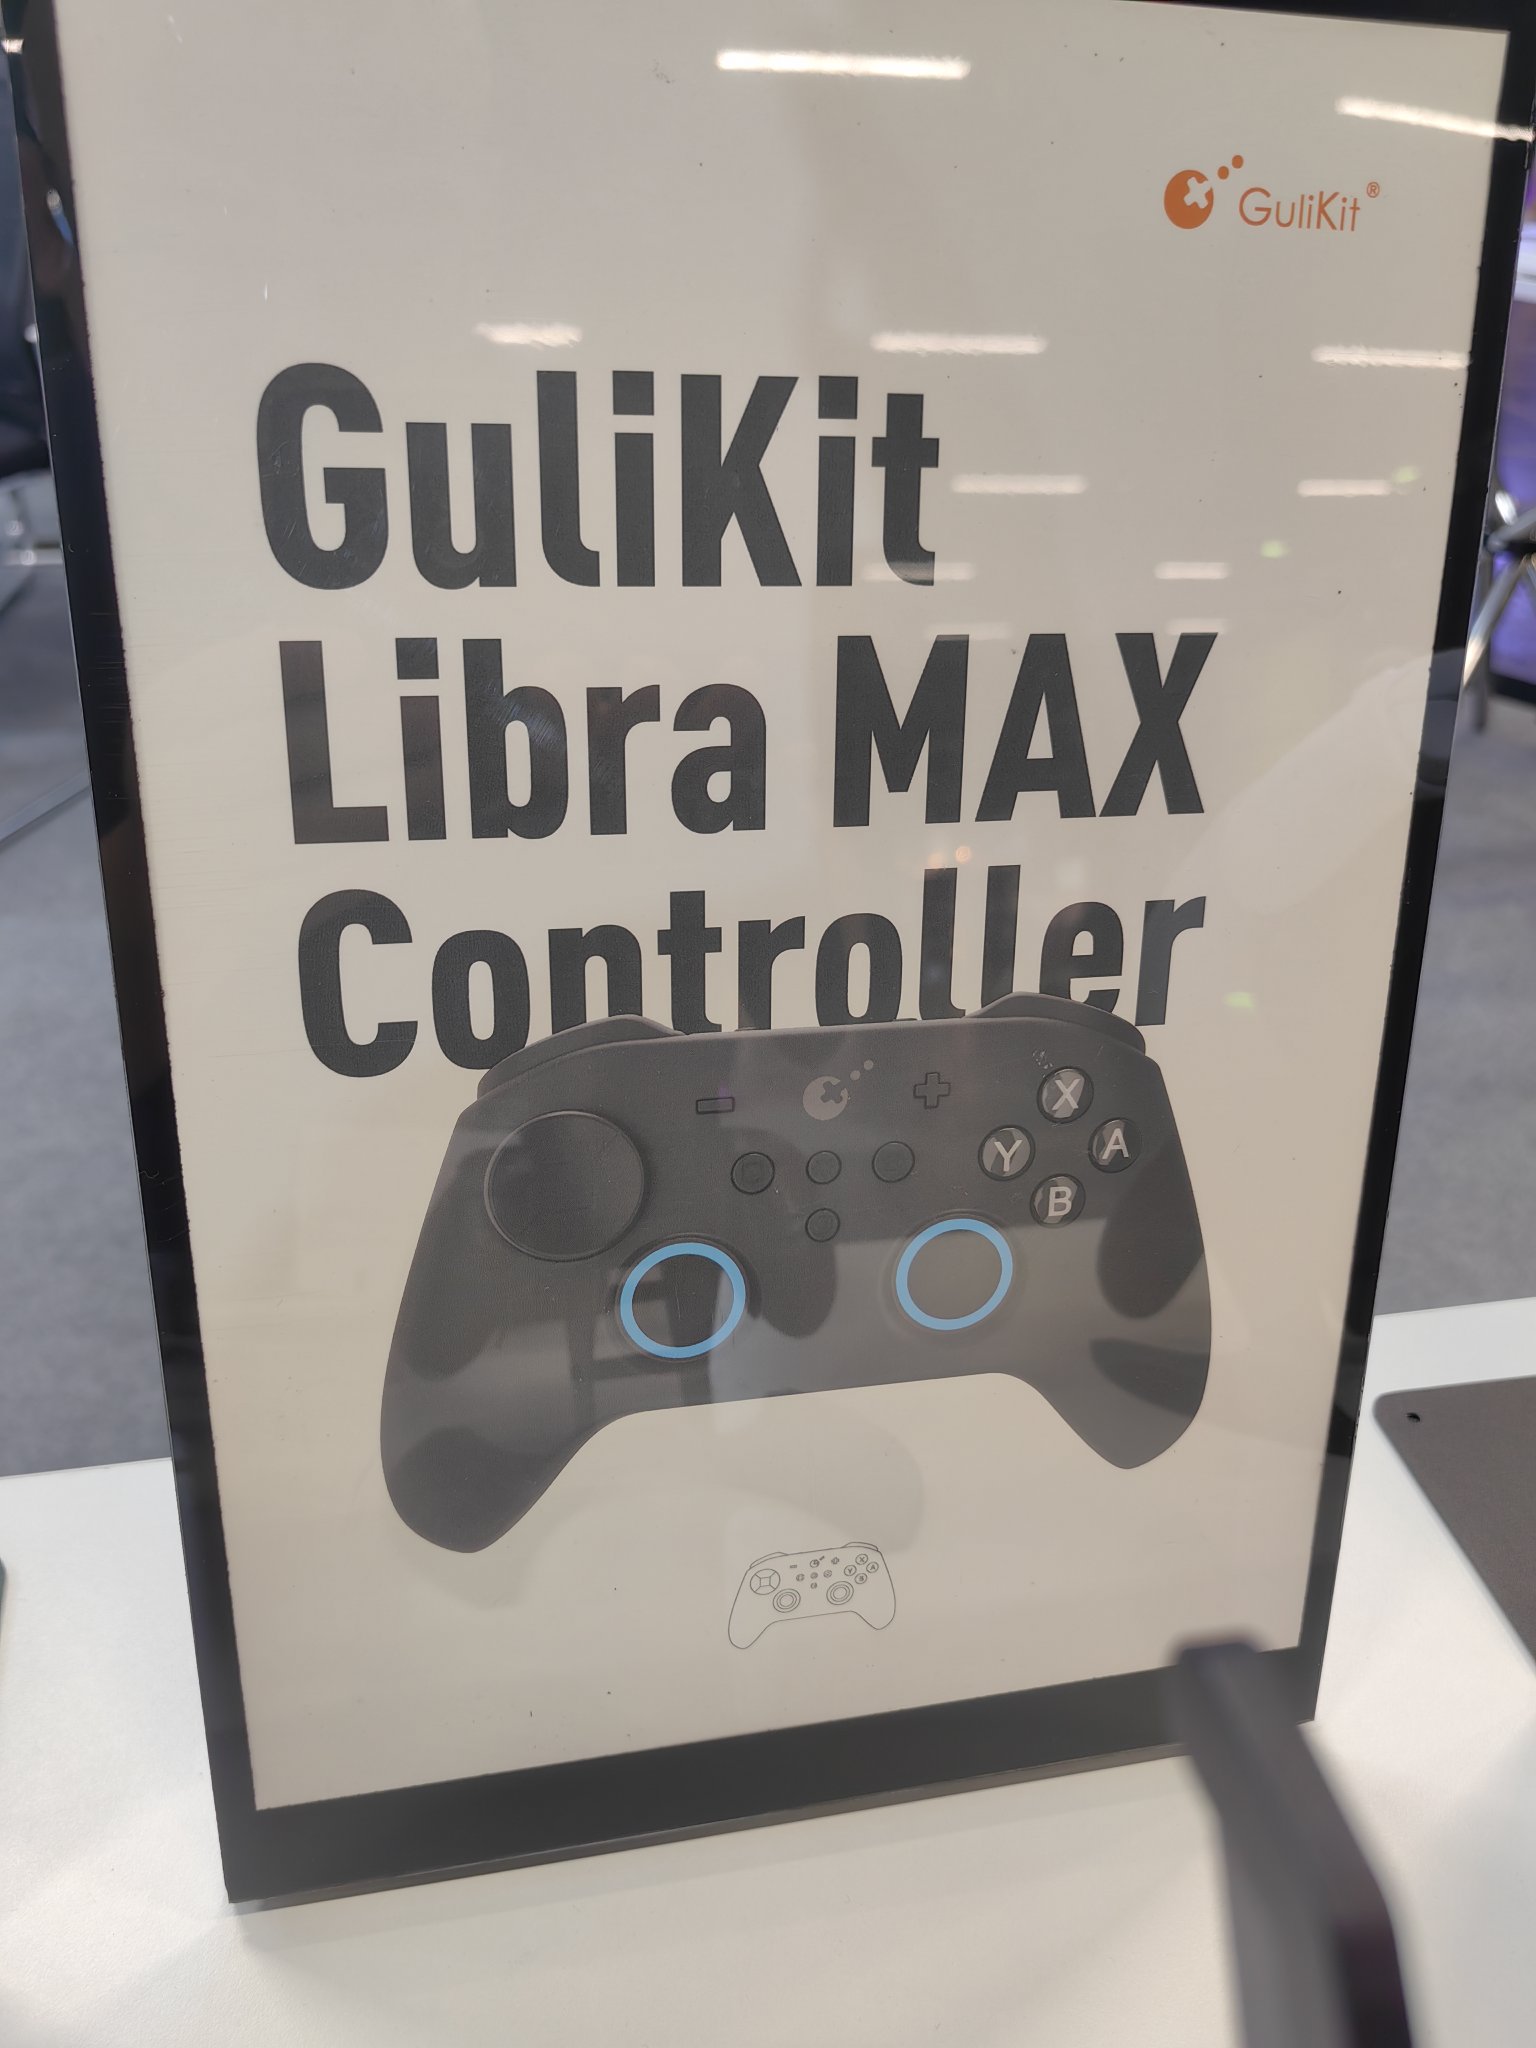 GuliKit®
GuliKit
Libra MAX
Controller
X
Y A
B